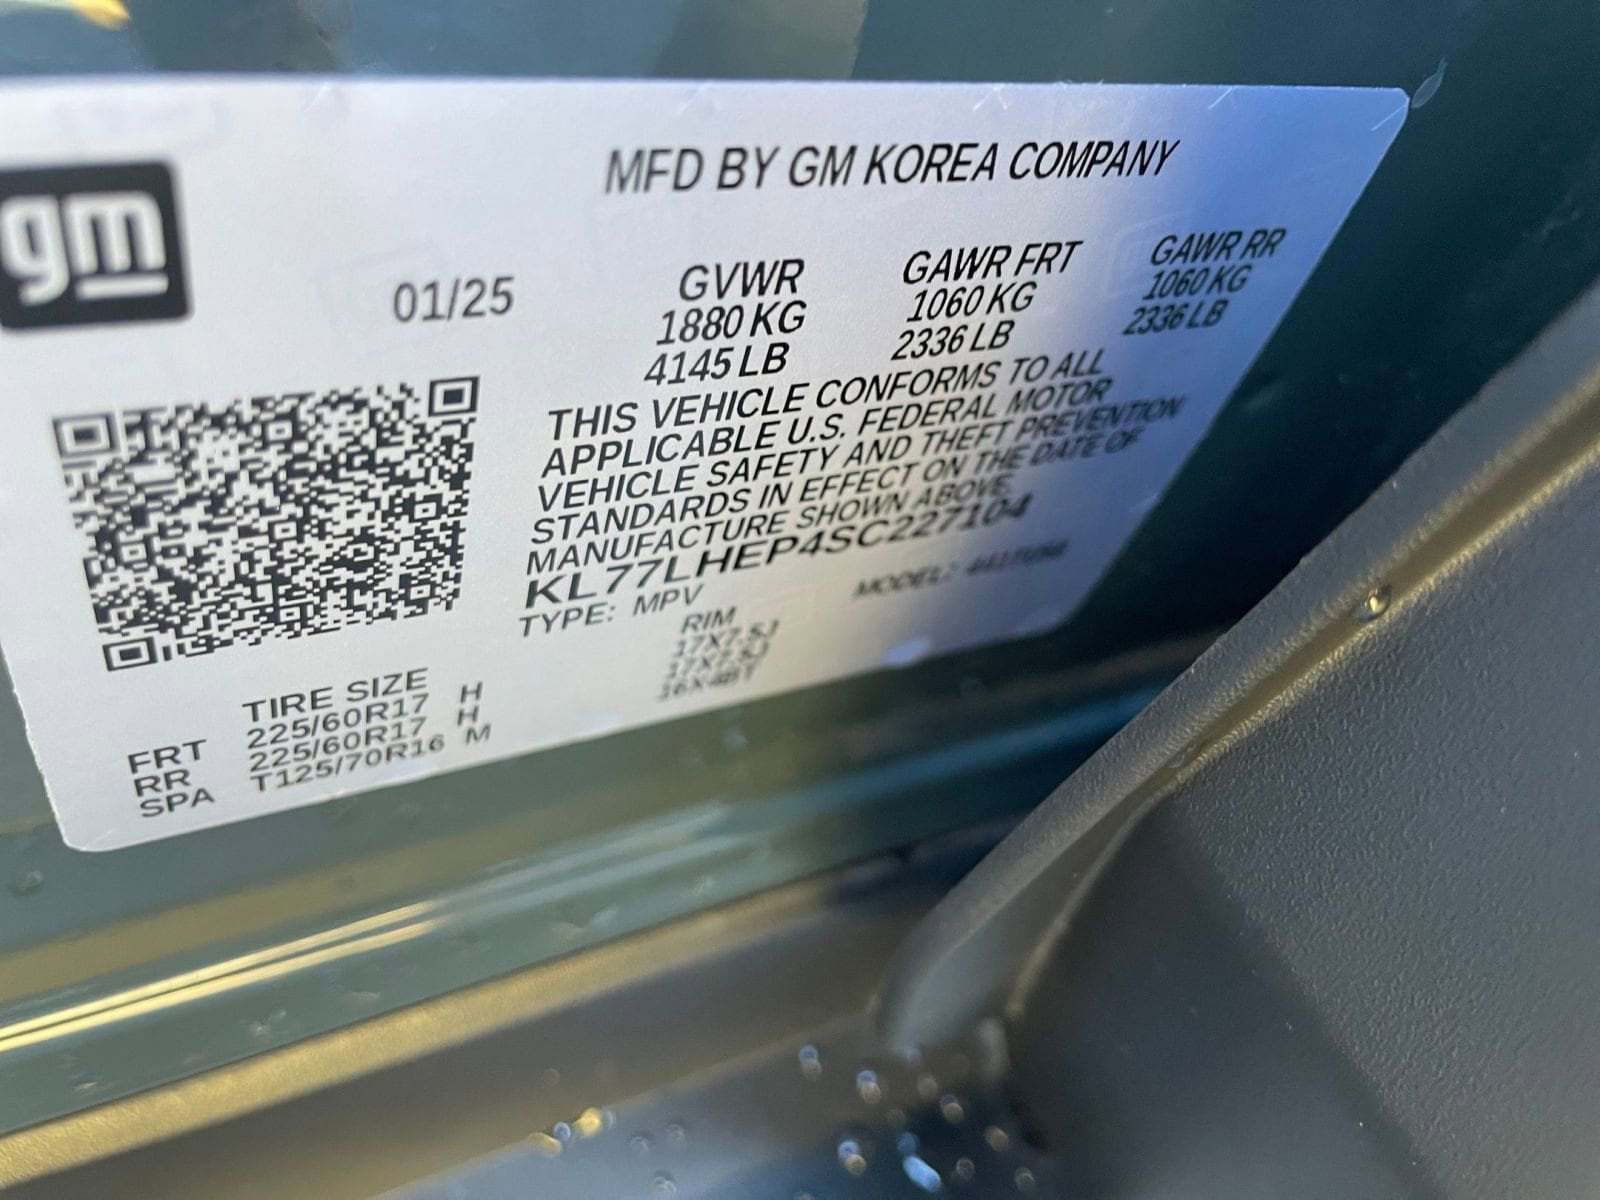 gm
MFD BY GM KOREA COMPANY
01/25
GVWR GAWR FRT GAWR RR
1880 KG 1060 KG 1060 KG
4145 LB 2336 LB 2336 LB
THIS VEHICLE CONFORMS TO ALL
APPLICABLE U.S. FEDERAL MOTOR
VEHICLE SAFETY AND THEFT PREVENTION
STANDARDS IN EFFECT ON THE DATE OF
MANUFACTURE SHOWN ABOVE.
KL77LHEP4SC227104
TYPE: MPV MODEL:
TIRE SIZE RIM
FRT 225/60R17 H 17X7.5J
RR 225/60R17 H 17X7.5J
SPA T125/70R16 M 16X4BT